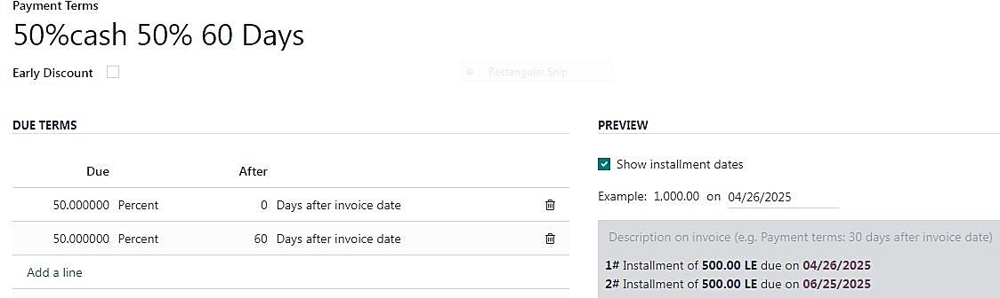 Payment Terms
50%cash 50% 60 Days
Early Discount
Rectangular Snip
DUE TERMS
Due After
50.000000 Percent 0 Days after invoice date
50.000000 Percent 60 Days after invoice date
Add a line
PREVIEW
Show installment dates
Example: 1,000.00 on 04/26/2025
Description on invoice (e.g. Payment terms: 30 days after invoice date)
1# Installment of 500.00 LE due on 04/26/2025
2# Installment of 500.00 LE due on 06/25/2025